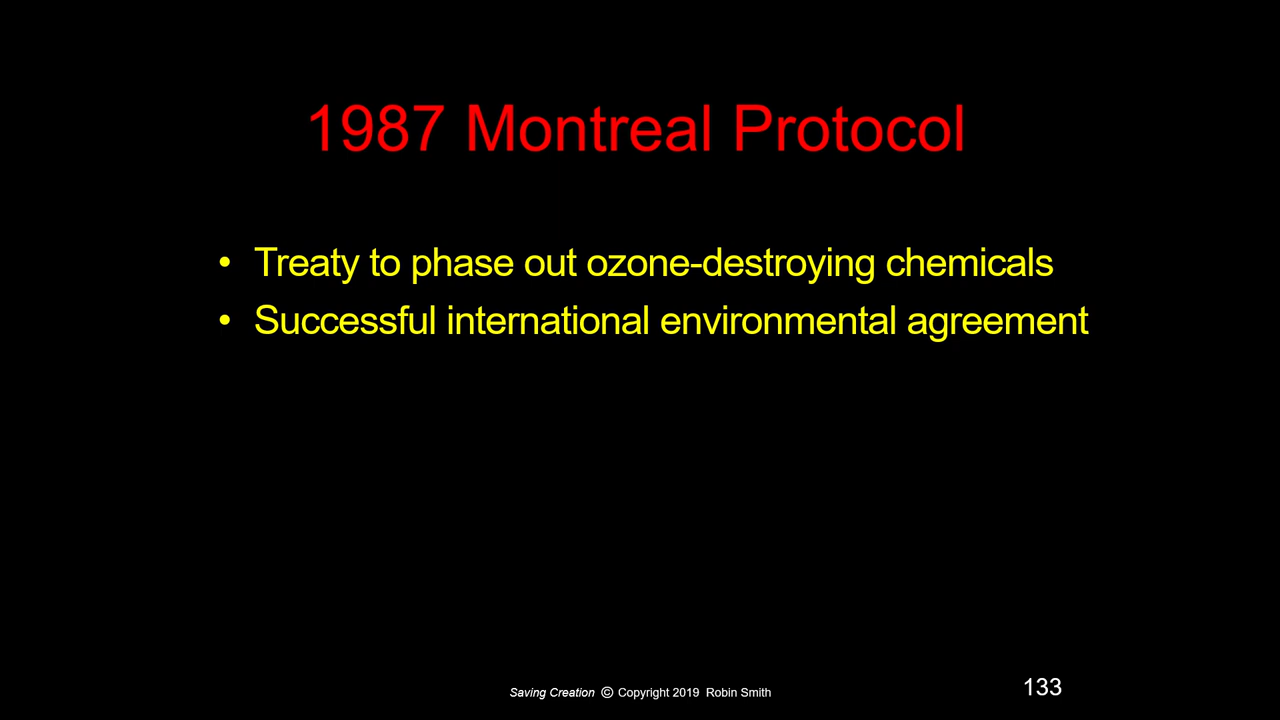 1987 Montreal Protocol
• Treaty to phase out ozone-destroying chemicals
• Successful international environmental agreement
Saving Creation © Copyright 2019 Robin Smith
133